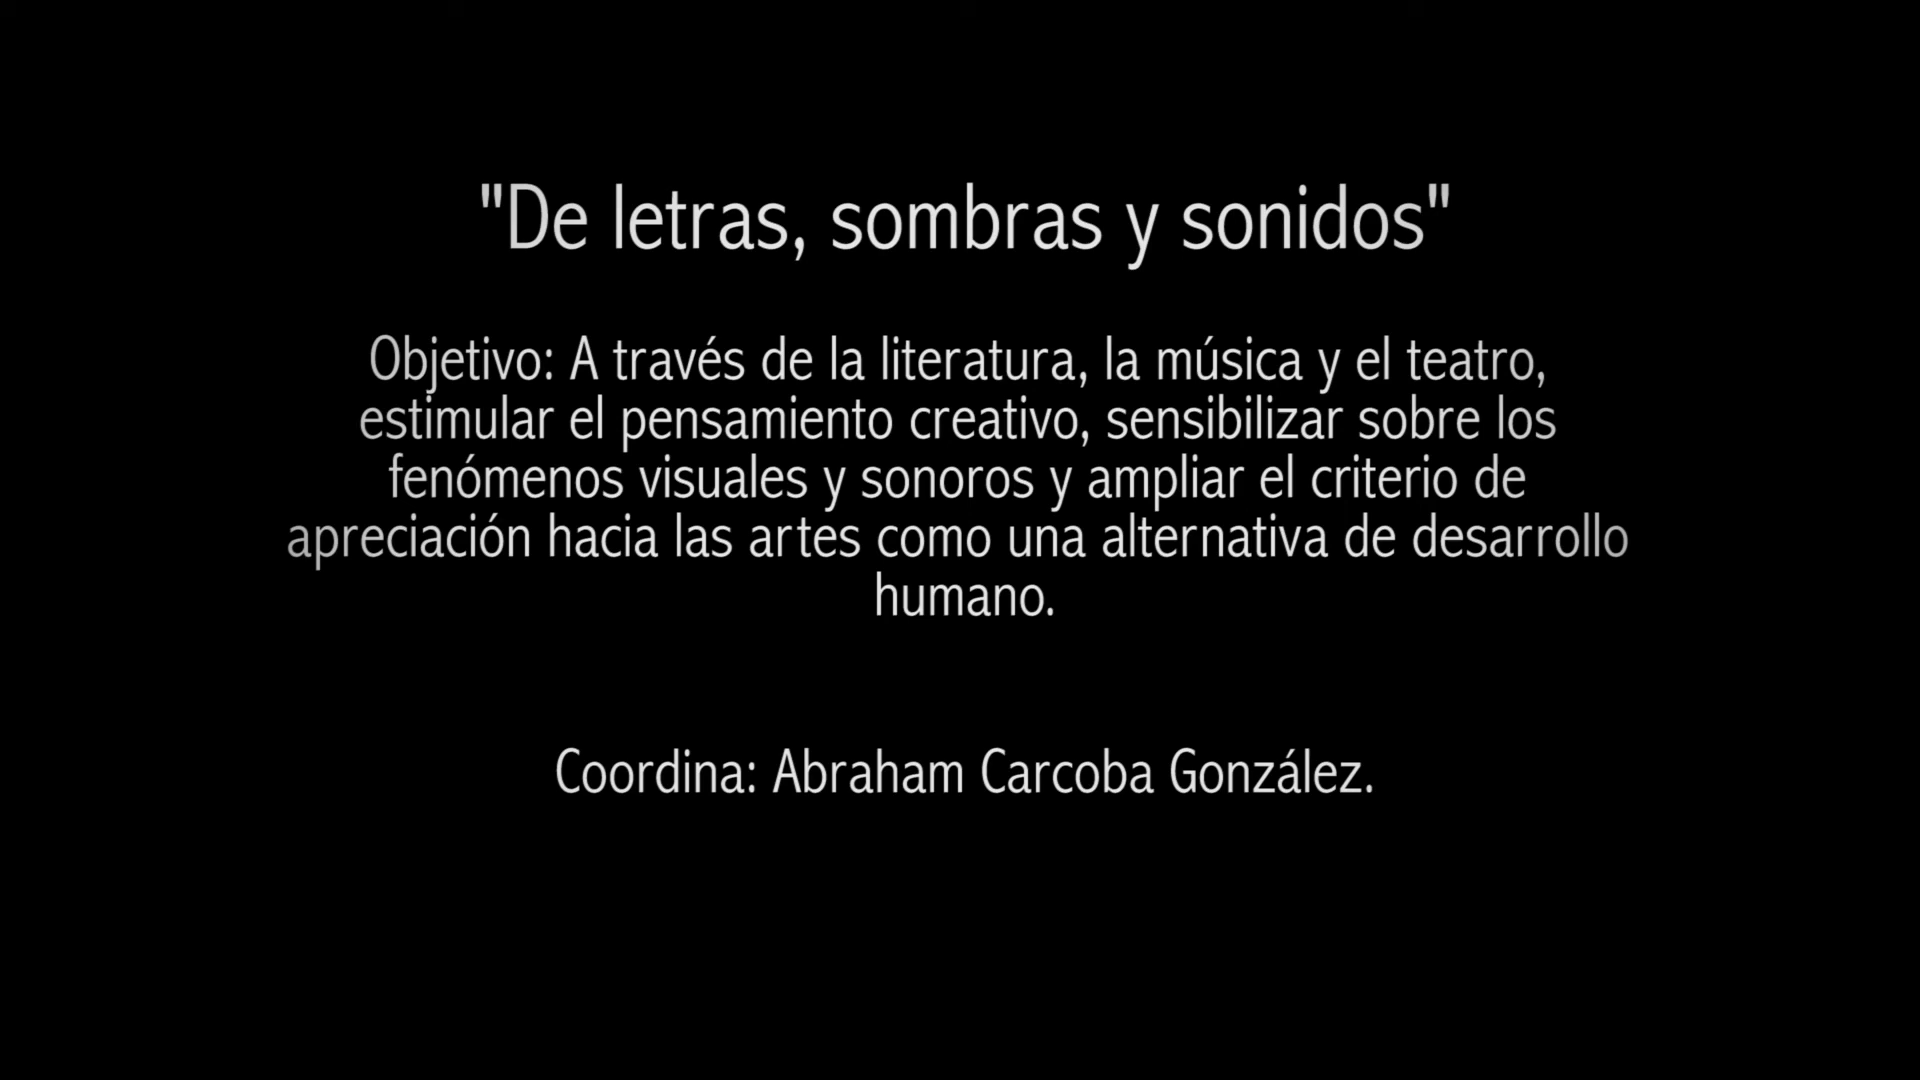 "De letras, sombras y sonidos"
Objetivo: A través de la literatura, la música y el teatro,
estimular el pensamiento creativo, sensibilizar sobre los
fenómenos visuales y sonoros y ampliar el criterio de
apreciación hacia las artes como una alternativa de desarrollo
humano.
Coordina: Abraham Carcoba González.